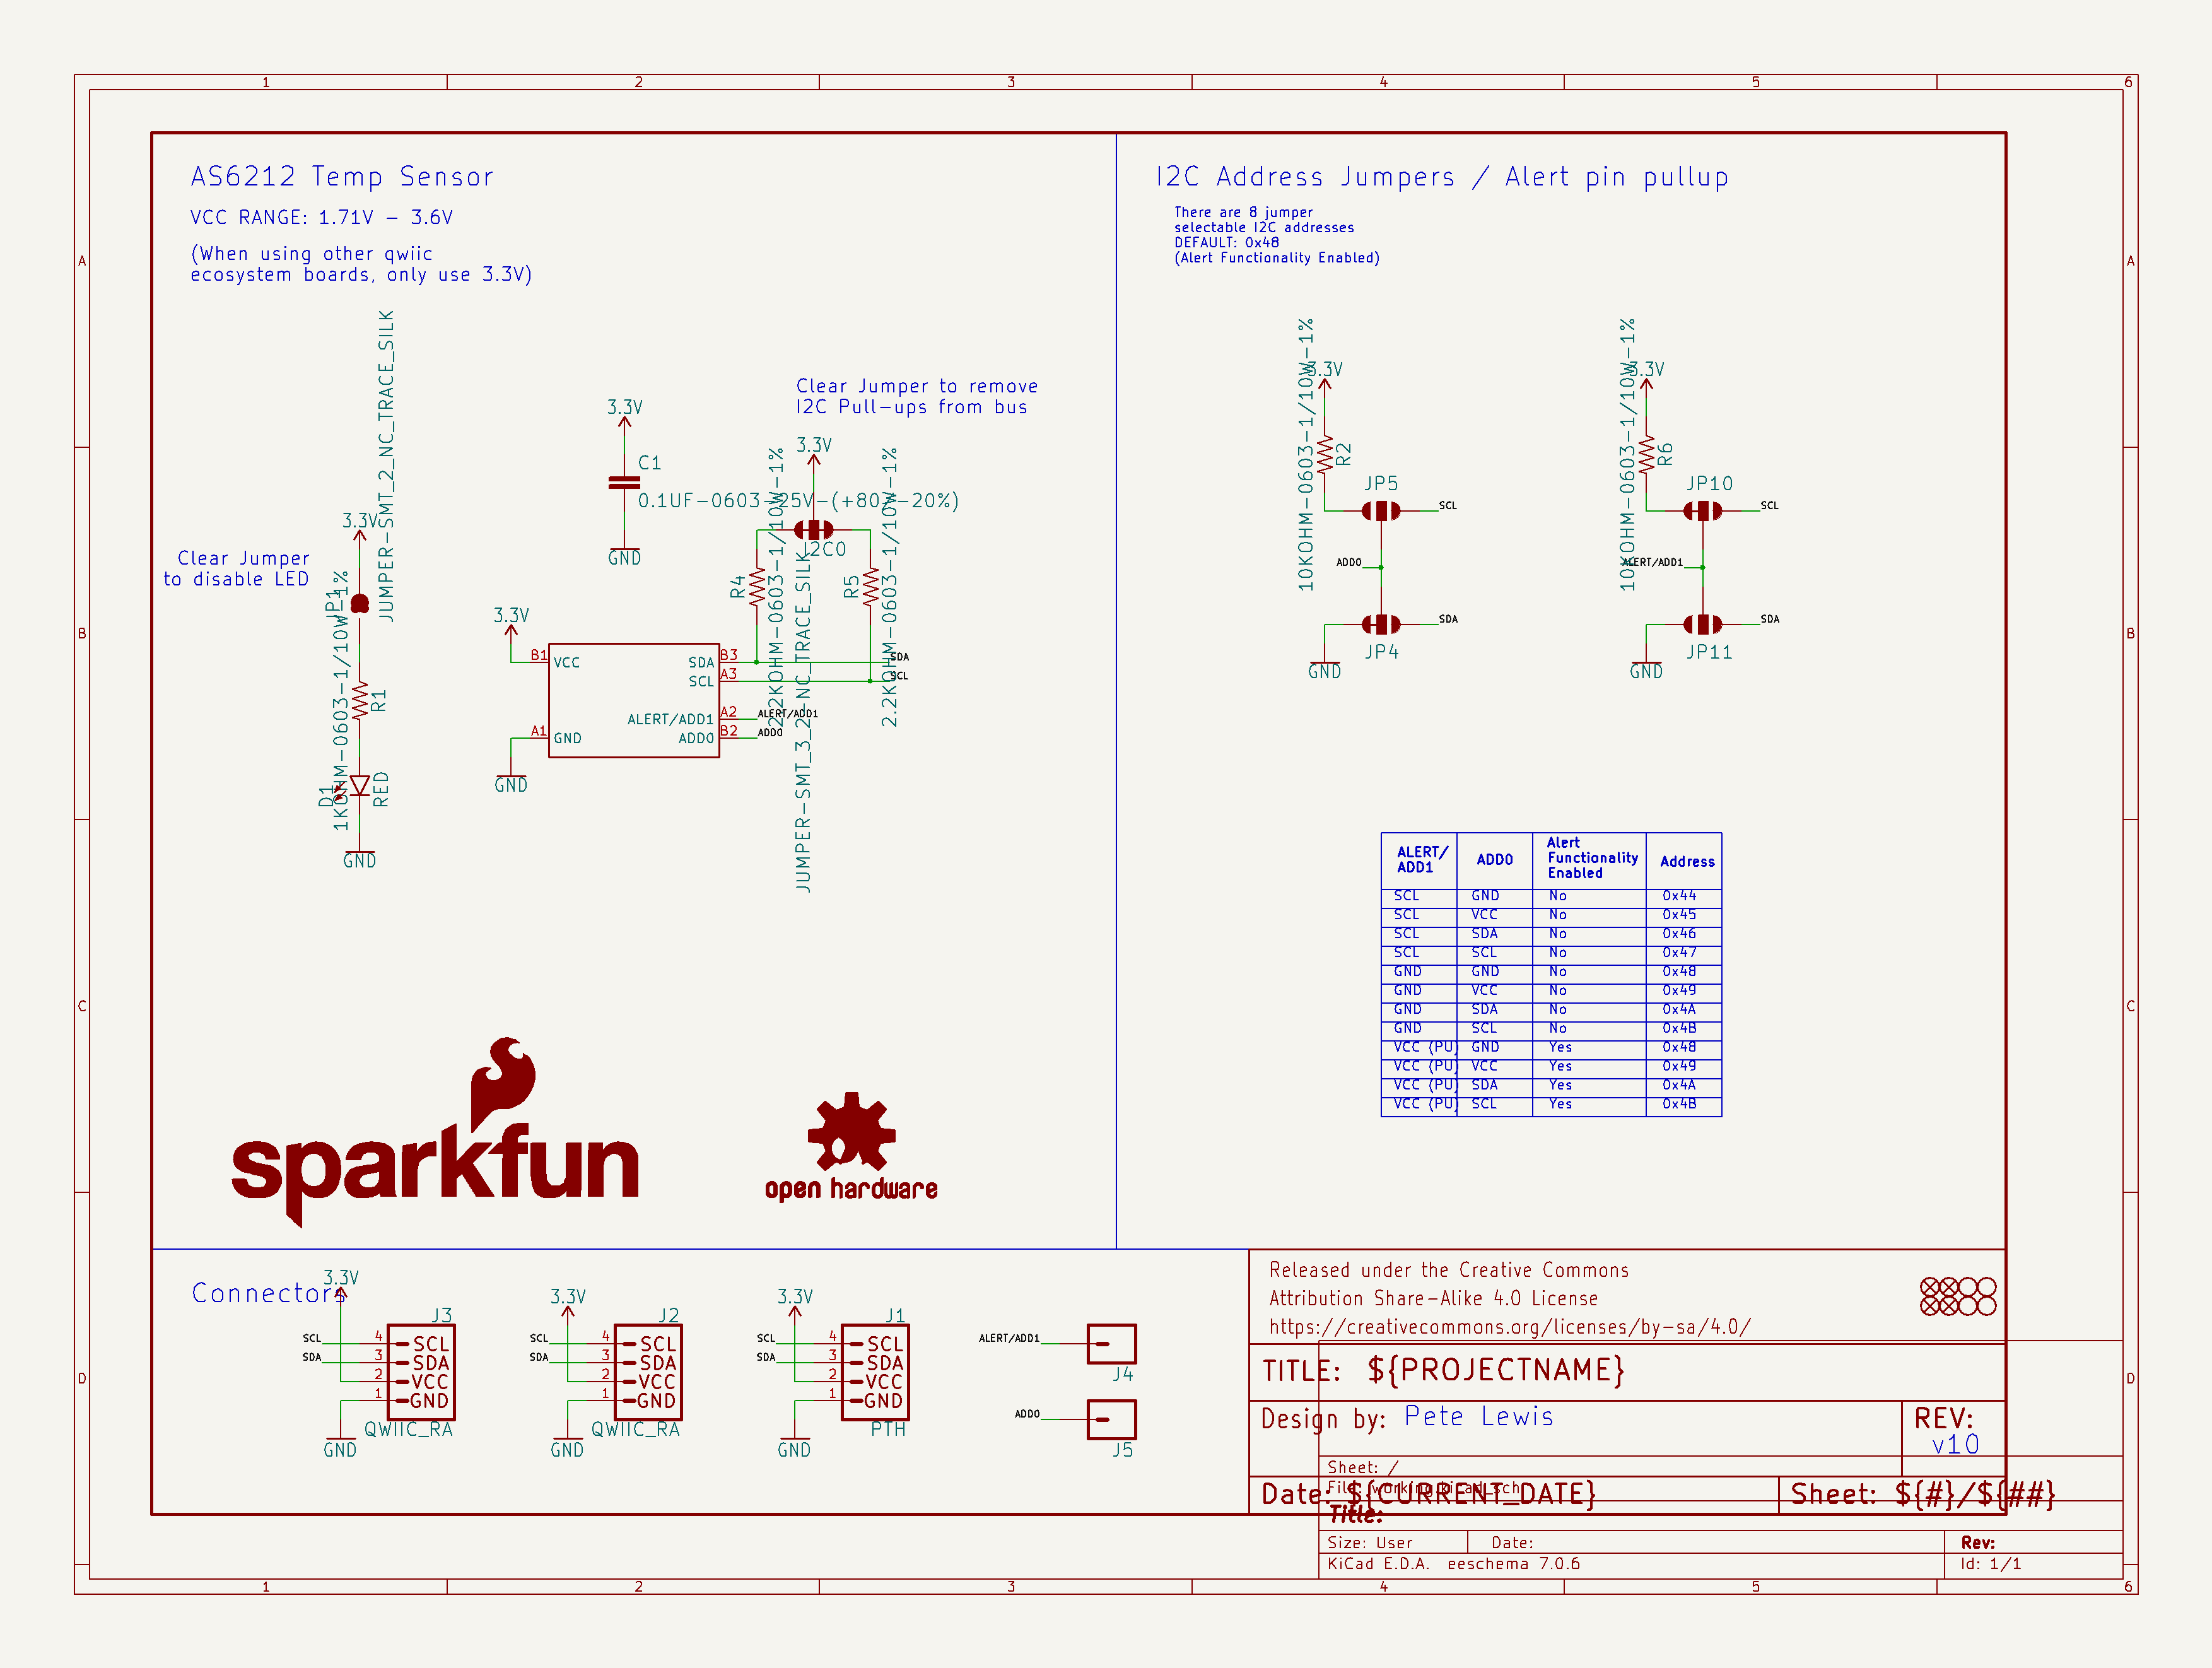 1
2
3
4
5
6
A
B
C
D
A
B
C
D
AS6212 Temp Sensor
VCC RANGE: 1.71V - 3.6V
(When using other qwiic
ecosystem boards, only use 3.3V)
Clear Jumper to remove
I2C Pull-ups from bus
Clear Jumper
to disable LED
3.3V
JP1
JUMPER-SMT_2_NC_TRACE_SILK
R1
1KOHM-0603-1/10W-1%
D1
RED
GND
3.3V
C1
0.1UF-0603-25V-(+80/-20%)
GND
3.3V
I2C0
JUMPER-SMT_3_2-NC_TRACE_SILK
R4
2.2KOHM-0603-1/10W-1%
R5
2.2KOHM-0603-1/10W-1%
3.3V
B1 VCC
A1 GND
GND
SDA B3 SDA
SCL A3 SCL
ALERT/ADD1 A2 ALERT/ADD1
ADD0 B2 ADD0
I2C Address Jumpers / Alert pin pullup
There are 8 jumper
selectable I2C addresses
DEFAULT: 0x48
(Alert Functionality Enabled)
3.3V
R2
10KOHM-0603-1/10W-1%
JP5
SCL
ADD0
SDA
JP4
GND
3.3V
R6
10KOHM-0603-1/10W-1%
JP10
SCL
ALERT/ADD1
SDA
JP11
GND
ALERT/
ADD1
ADD0
Alert
Functionality
Enabled
Address
SCL GND No 0x44
SCL VCC No 0x45
SCL SDA No 0x46
SCL SCL No 0x47
GND GND No 0x48
GND VCC No 0x49
GND SDA No 0x4A
GND SCL No 0x4B
VCC (PU) GND Yes 0x48
VCC (PU) VCC Yes 0x49
VCC (PU) SDA Yes 0x4A
VCC (PU) SCL Yes 0x4B
sparkfun
open hardware
Connectors
3.3V
J3
SCL 4 SCL
SDA 3 SDA
2 VCC
1 GND
QWIIC_RA
GND
3.3V
J2
SCL 4 SCL
SDA 3 SDA
2 VCC
1 GND
QWIIC_RA
GND
3.3V
J1
SCL 4 SCL
SDA 3 SDA
2 VCC
1 GND
PTH
GND
ALERT/ADD1
J4
ADD0
J5
Released under the Creative Commons
Attribution Share-Alike 4.0 License
https://creativecommons.org/licenses/by-sa/4.0/
TITLE: ${PROJECTNAME}
Design by: Pete Lewis
REV:
v10
Date: ${CURRENT_DATE}
Sheet: ${#}/${##}
Sheet: /
File: working.kicad_sch
Title:
Size: User
Date:
Rev:
KiCad E.D.A. eeschema 7.0.6
Id: 1/1
1
2
3
4
5
6